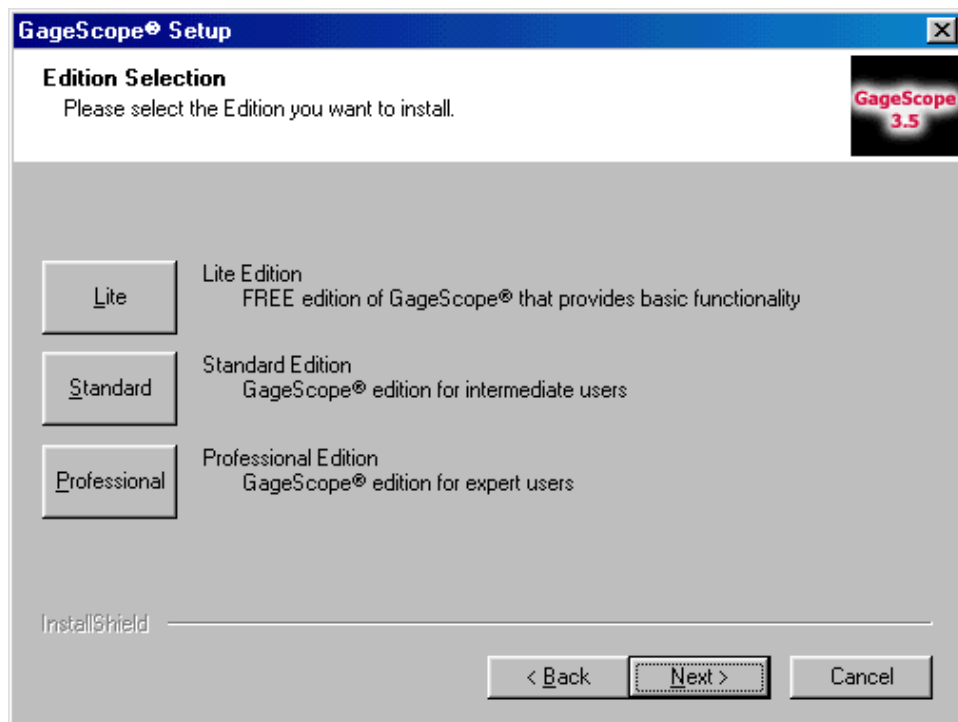 GageScope® Setup
Edition Selection
Please select the Edition you want to install.
GageScope
3.5
Lite
Lite Edition
FREE edition of GageScope® that provides basic functionality
Standard
Standard Edition
GageScope® edition for intermediate users
Professional
Professional Edition
GageScope® edition for expert users
InstallShield
< Back
Next >
Cancel